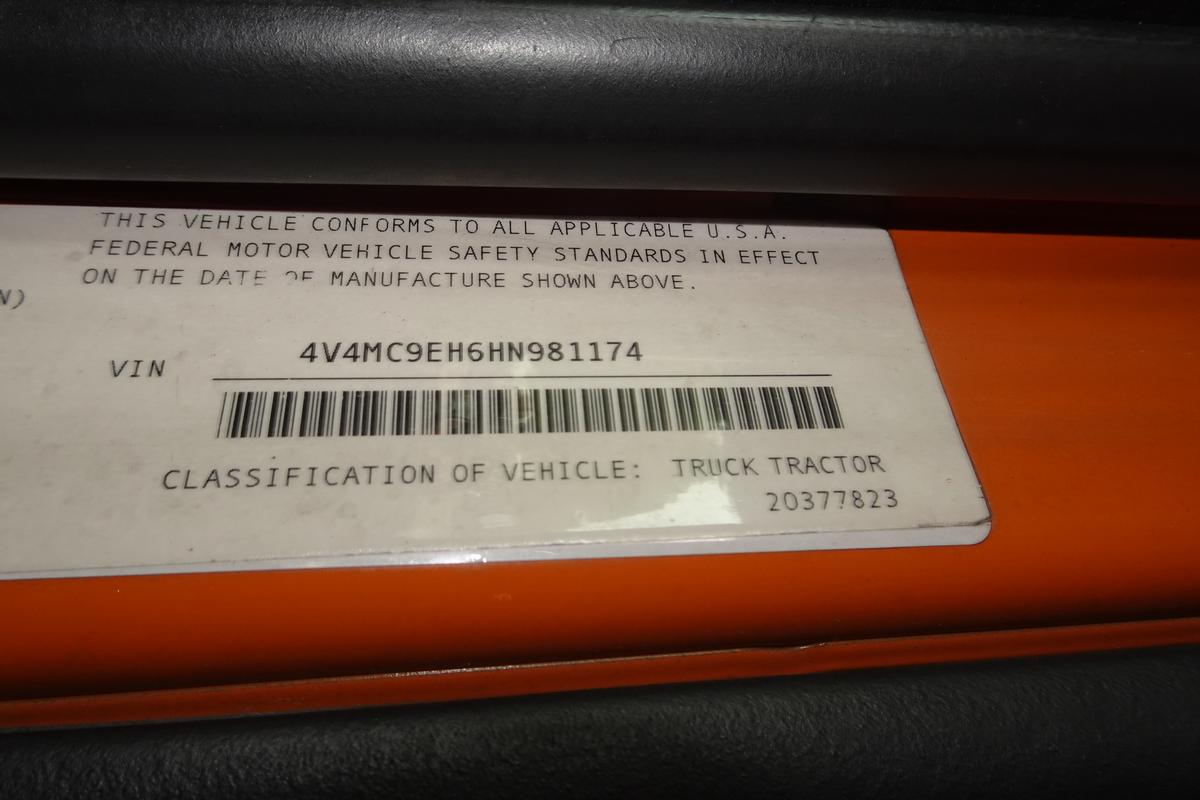 THIS VEHICLE CONFORMS TO ALL APPLICABLE U.S.A.
FEDERAL MOTOR VEHICLE SAFETY STANDARDS IN EFFECT
ON THE DATE OF MANUFACTURE SHOWN ABOVE.
N)
VIN 4V4MC9EH6HN981174
CLASSIFICATION OF VEHICLE: TRUCK TRACTOR
20377823